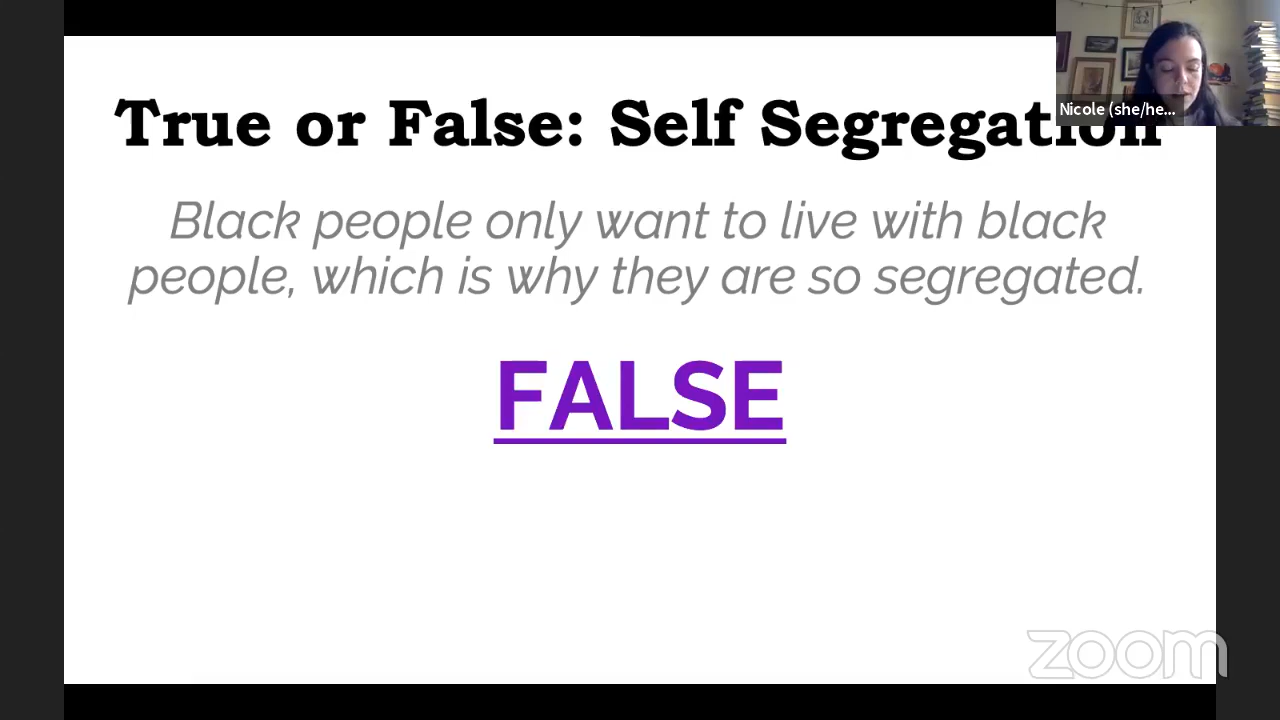 True or False: Self Segregation
Black people only want to live with black
people, which is why they are so segregated.
FALSE
Nicole (she/he...
zoom